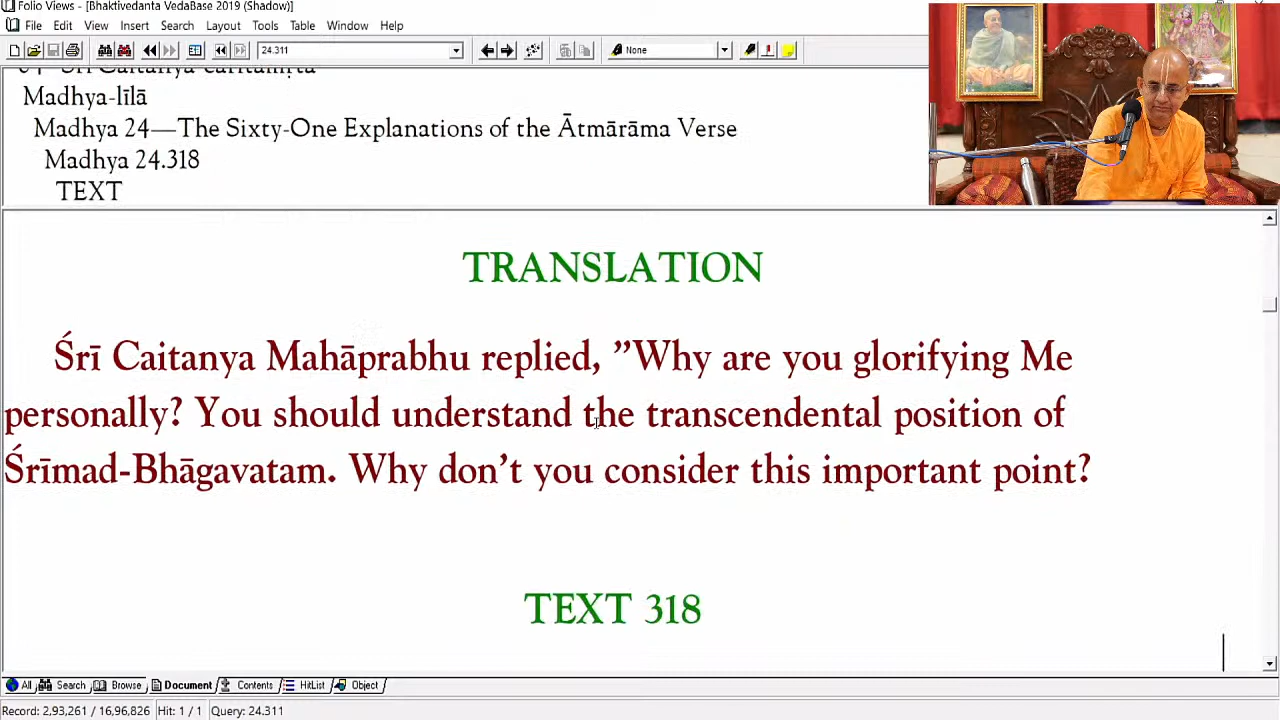 Folio Views - [Bhaktivedanta VedaBase 2019 (Shadow)]
File Edit View Insert Search Layout Tools Table Window Help
24.311
None
Śrī Caitanya-caritāmṛta
Madhya-līlā
Madhya 24—The Sixty-One Explanations of the Ātmārāma Verse
Madhya 24.318
TEXT
TRANSLATION
Śrī Caitanya Mahāprabhu replied, ”Why are you glorifying Me
personally? You should understand the transcendental position of
Śrīmad-Bhāgavatam. Why don’t you consider this important point?
TEXT 318
All Search Browse Document Contents HitList Object
Record: 2,93,261 / 16,96,826 Hit: 1 / 1 Query: 24.311